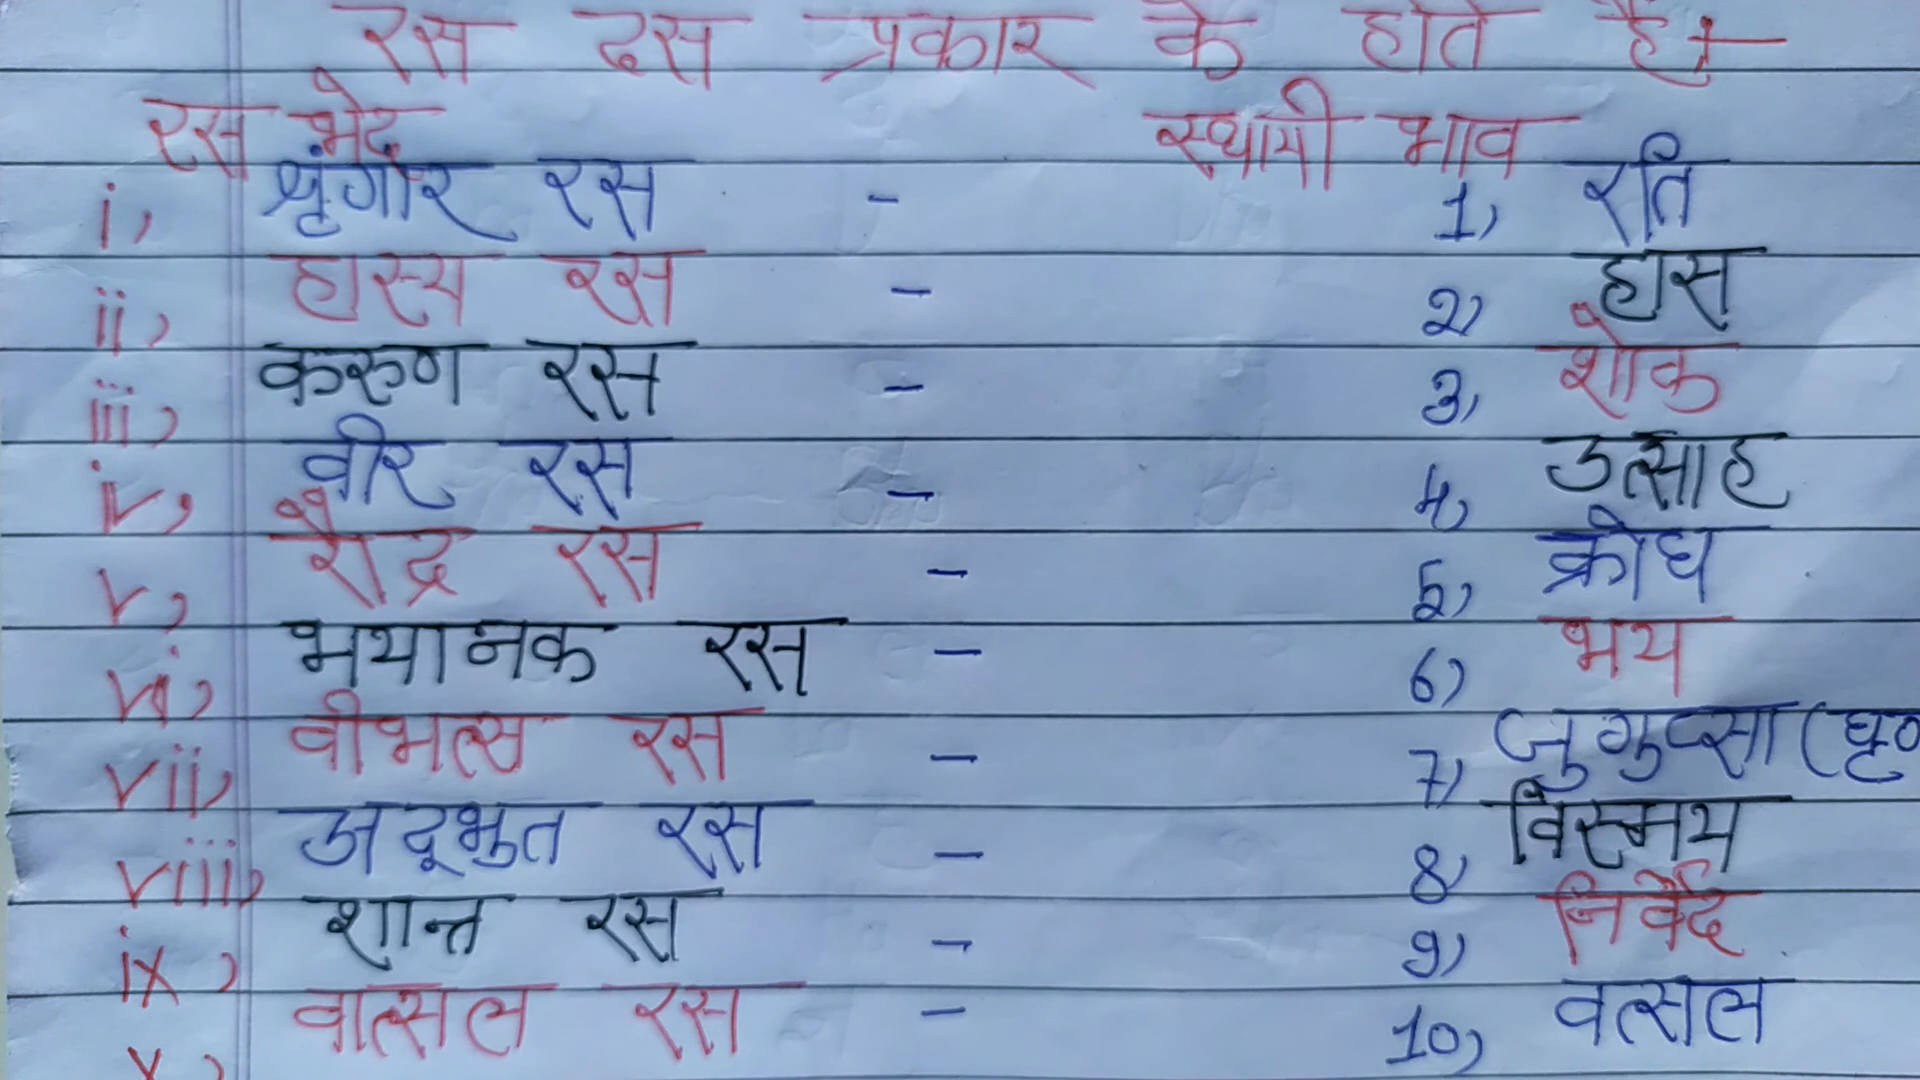 रस दस प्रकार के होते हैं :-
रस भेद स्थायी भाव
i, श्रृंगार रस - 1, रति
ii, हास्य रस - 2, हास
iii, करुण रस - 3, शोक
iv, वीर रस - 4, उत्साह
v, रौद्र रस - 5, क्रोध
vi, भयानक रस - 6) भय
vii, वीभत्स रस - 7, जुगुप्सा (घृण
viii, अद्भुत रस - 8, विस्मय
ix, शान्त रस - 9) निर्वेद
x, वात्सल रस - 10, वत्सल